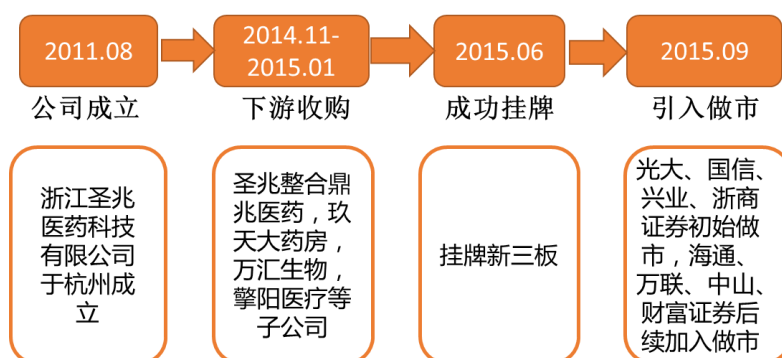 2011.08
2014.11-
2015.01
2015.06
2015.09
公司成立
下游收购
成功挂牌
引入做市
浙江圣兆
医药科技
有限公司
于杭州成
立
圣兆整合鼎
兆医药，玖
天大药房，
万汇生物，
擎阳医疗等
子公司
挂牌新三板
光大、国信、
兴业、浙商
证券初始做
市，海通、
万联、中山、
财富证券后
续加入做市